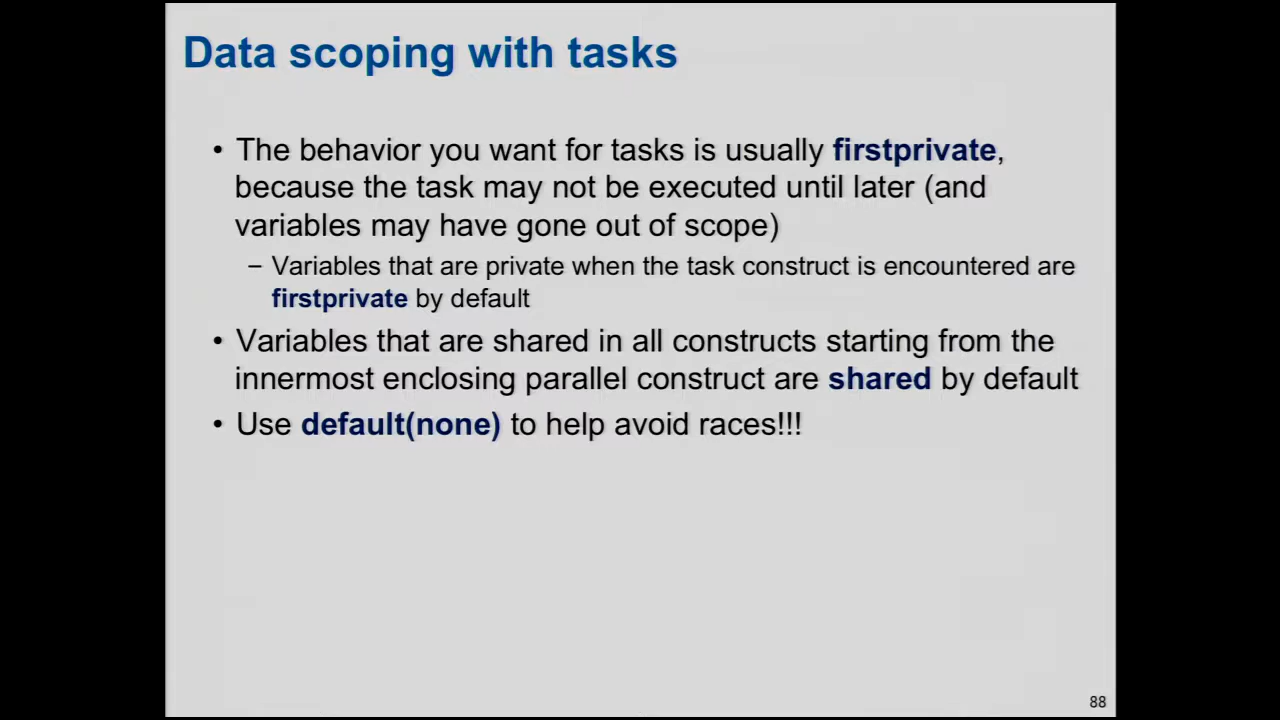 Data scoping with tasks
• The behavior you want for tasks is usually firstprivate,
because the task may not be executed until later (and
variables may have gone out of scope)
– Variables that are private when the task construct is encountered are
firstprivate by default
• Variables that are shared in all constructs starting from the
innermost enclosing parallel construct are shared by default
• Use default(none) to help avoid races!!!
88